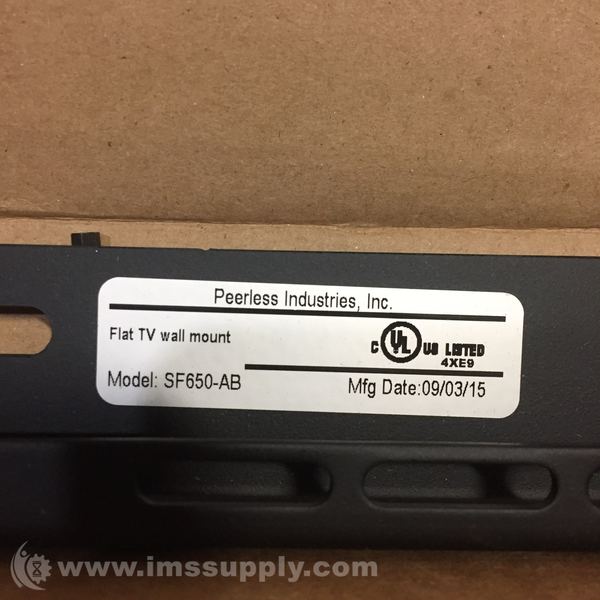 Peerless Industries, Inc.
Flat TV wall mount
C UL US LISTED
4XE9
Model: SF650-AB
Mfg Date:09/03/15
www.imssupply.com